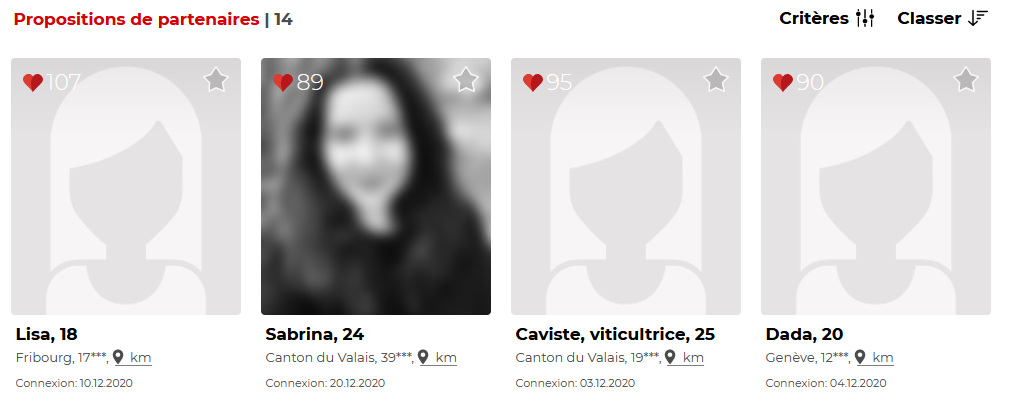 Propositions de partenaires | 14
Critères Classer
107 89 95 90
Lisa, 18 Sabrina, 24 Caviste, viticultrice, 25 Dada, 20
Fribourg, 17***, km Canton du Valais, 39***, km Canton du Valais, 19***, km Genève, 12***, km
Connexion: 10.12.2020 Connexion: 20.12.2020 Connexion: 03.12.2020 Connexion: 04.12.2020